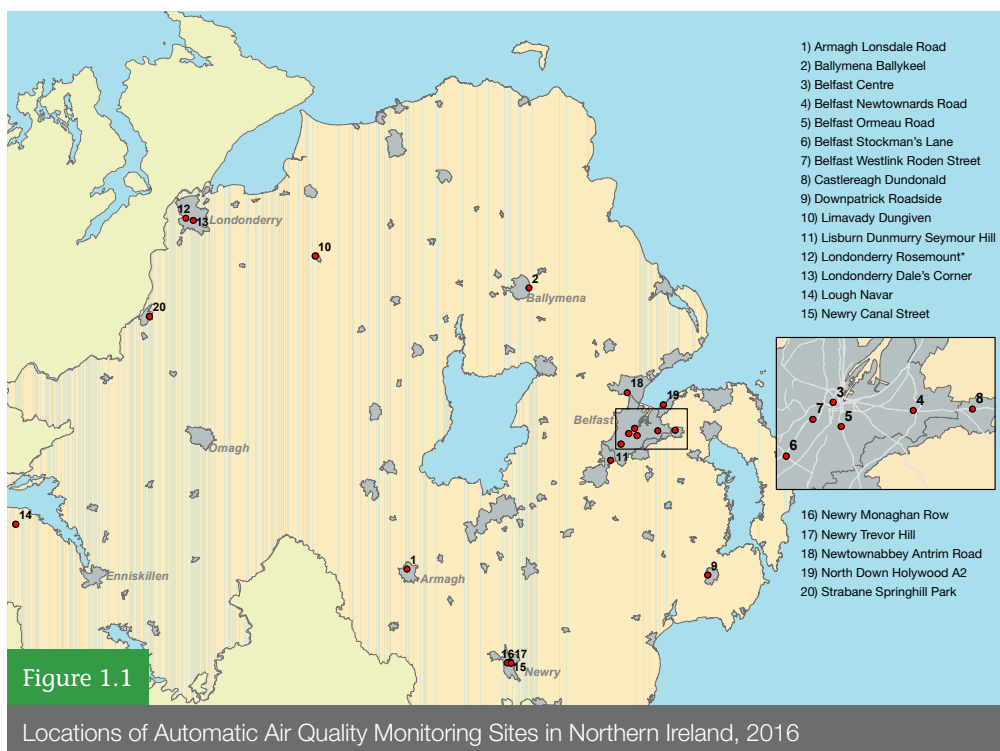 1) Armagh Lonsdale Road
2) Ballymena Ballykeel
3) Belfast Centre
4) Belfast Newtownards Road
5) Belfast Ormeau Road
6) Belfast Stockman's Lane
7) Belfast Westlink Roden Street
8) Castlereagh Dundonald
9) Downpatrick Roadside
10) Limavady Dungiven
11) Lisburn Dunmurry Seymour Hill
12) Londonderry Rosemount*
13) Londonderry Dale's Corner
14) Lough Navar
15) Newry Canal Street
12
13
Londonderry
10
20
2
Ballymena
18
19
Belfast
11
3
4
8
7
5
6
Omagh
14
Enniskillen
1
Armagh
9
16
17
15
Newry
16) Newry Monaghan Row
17) Newry Trevor Hill
18) Newtownabbey Antrim Road
19) North Down Holywood A2
20) Strabane Springhill Park
Figure 1.1
Locations of Automatic Air Quality Monitoring Sites in Northern Ireland, 2016